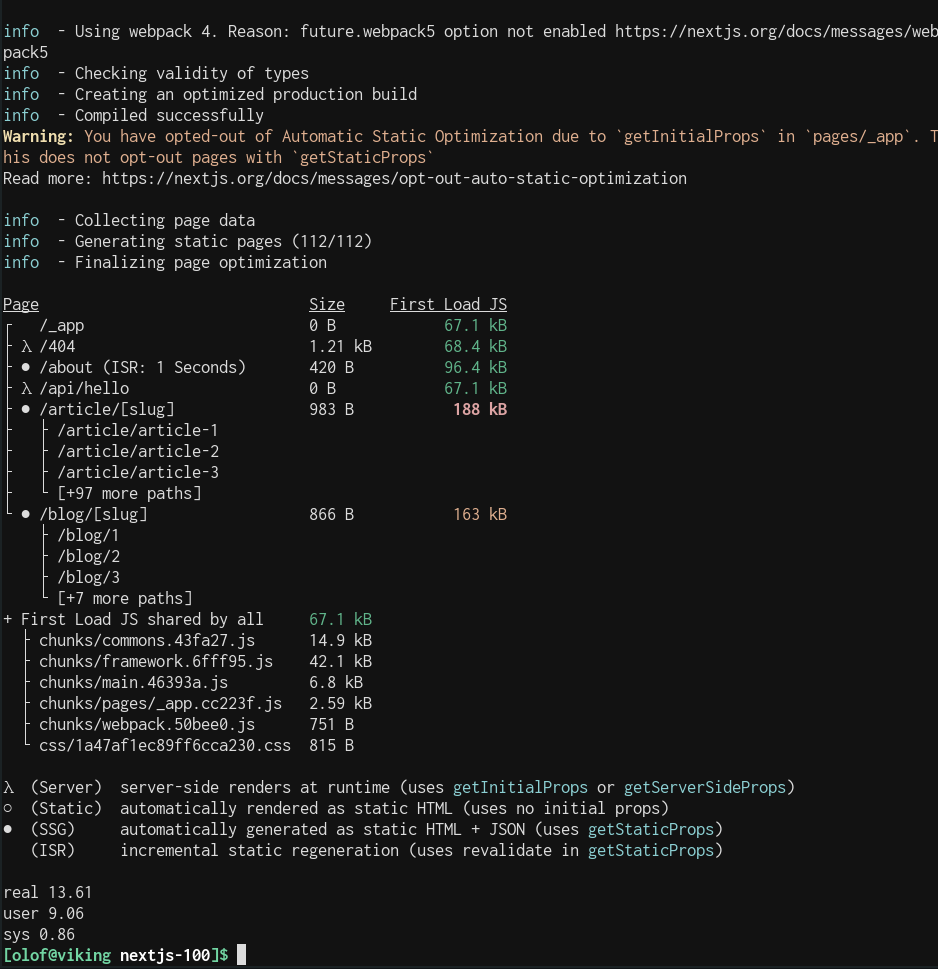 info  - Using webpack 4. Reason: future.webpack5 option not enabled https://nextjs.org/docs/messages/web
pack5
info  - Checking validity of types
info  - Creating an optimized production build
info  - Compiled successfully
Warning: You have opted-out of Automatic Static Optimization due to `getInitialProps` in `pages/_app`. T
his does not opt-out pages with `getStaticProps`
Read more: https://nextjs.org/docs/messages/opt-out-auto-static-optimization

info  - Collecting page data
info  - Generating static pages (112/112)
info  - Finalizing page optimization

Page                              Size     First Load JS
┌   /_app                         0 B            67.1 kB
├ λ /404                          1.21 kB        68.4 kB
├ ● /about (ISR: 1 Seconds)       420 B          96.4 kB
├ λ /api/hello                    0 B            67.1 kB
├ ● /article/[slug]               983 B           188 kB
├   ├ /article/article-1
├   ├ /article/article-2
├   ├ /article/article-3
├   └ [+97 more paths]
└ ● /blog/[slug]                  866 B           163 kB
    ├ /blog/1
    ├ /blog/2
    ├ /blog/3
    └ [+7 more paths]
+ First Load JS shared by all     67.1 kB
  ├ chunks/commons.43fa27.js      14.9 kB
  ├ chunks/framework.6fff95.js    42.1 kB
  ├ chunks/main.46393a.js         6.8 kB
  ├ chunks/pages/_app.cc223f.js   2.59 kB
  ├ chunks/webpack.50bee0.js      751 B
  └ css/1a47af1ec89ff6cca230.css  815 B

λ  (Server)  server-side renders at runtime (uses getInitialProps or getServerSideProps)
○  (Static)  automatically rendered as static HTML (uses no initial props)
●  (SSG)     automatically generated as static HTML + JSON (uses getStaticProps)
   (ISR)     incremental static regeneration (uses revalidate in getStaticProps)

real 13.61
user 9.06
sys 0.86
[olof@viking nextjs-100]$